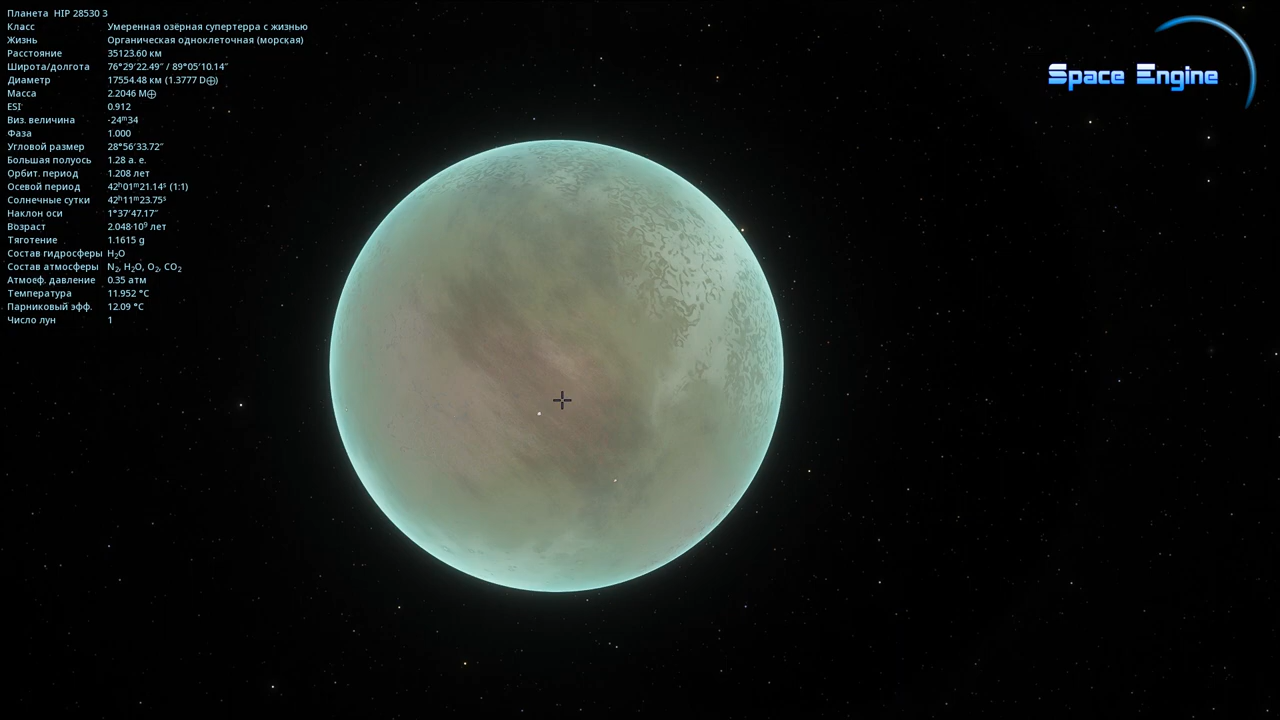 Планета HIP 28530 3
Класс Умеренная озёрная супертерра с жизнью
Жизнь Органическая одноклеточная (морская)
Расстояние 35123.60 км
Широта/долгота 76°29′22.49″ / 89°05′10.14″
Диаметр 17554.48 км (1.3777 D⊕)
Масса 2.2046 M⊕
ESI 0.912
Виз. величина -24ᵐ34
Фаза 1.000
Угловой размер 28°56′33.72″
Большая полуось 1.28 а. е.
Орбит. период 1.208 лет
Осевой период 42ʰ01ᵐ21.14ˢ (1:1)
Солнечные сутки 42ʰ11ᵐ23.75ˢ
Наклон оси 1°37′47.17″
Возраст 2.048·10⁹ лет
Тяготение 1.1615 g
Состав гидросферы H₂O
Состав атмосферы N₂, H₂O, O₂, CO₂
Атмосф. давление 0.35 атм
Температура 11.952 °C
Парниковый эфф. 12.09 °C
Число лун 1
Space Engine